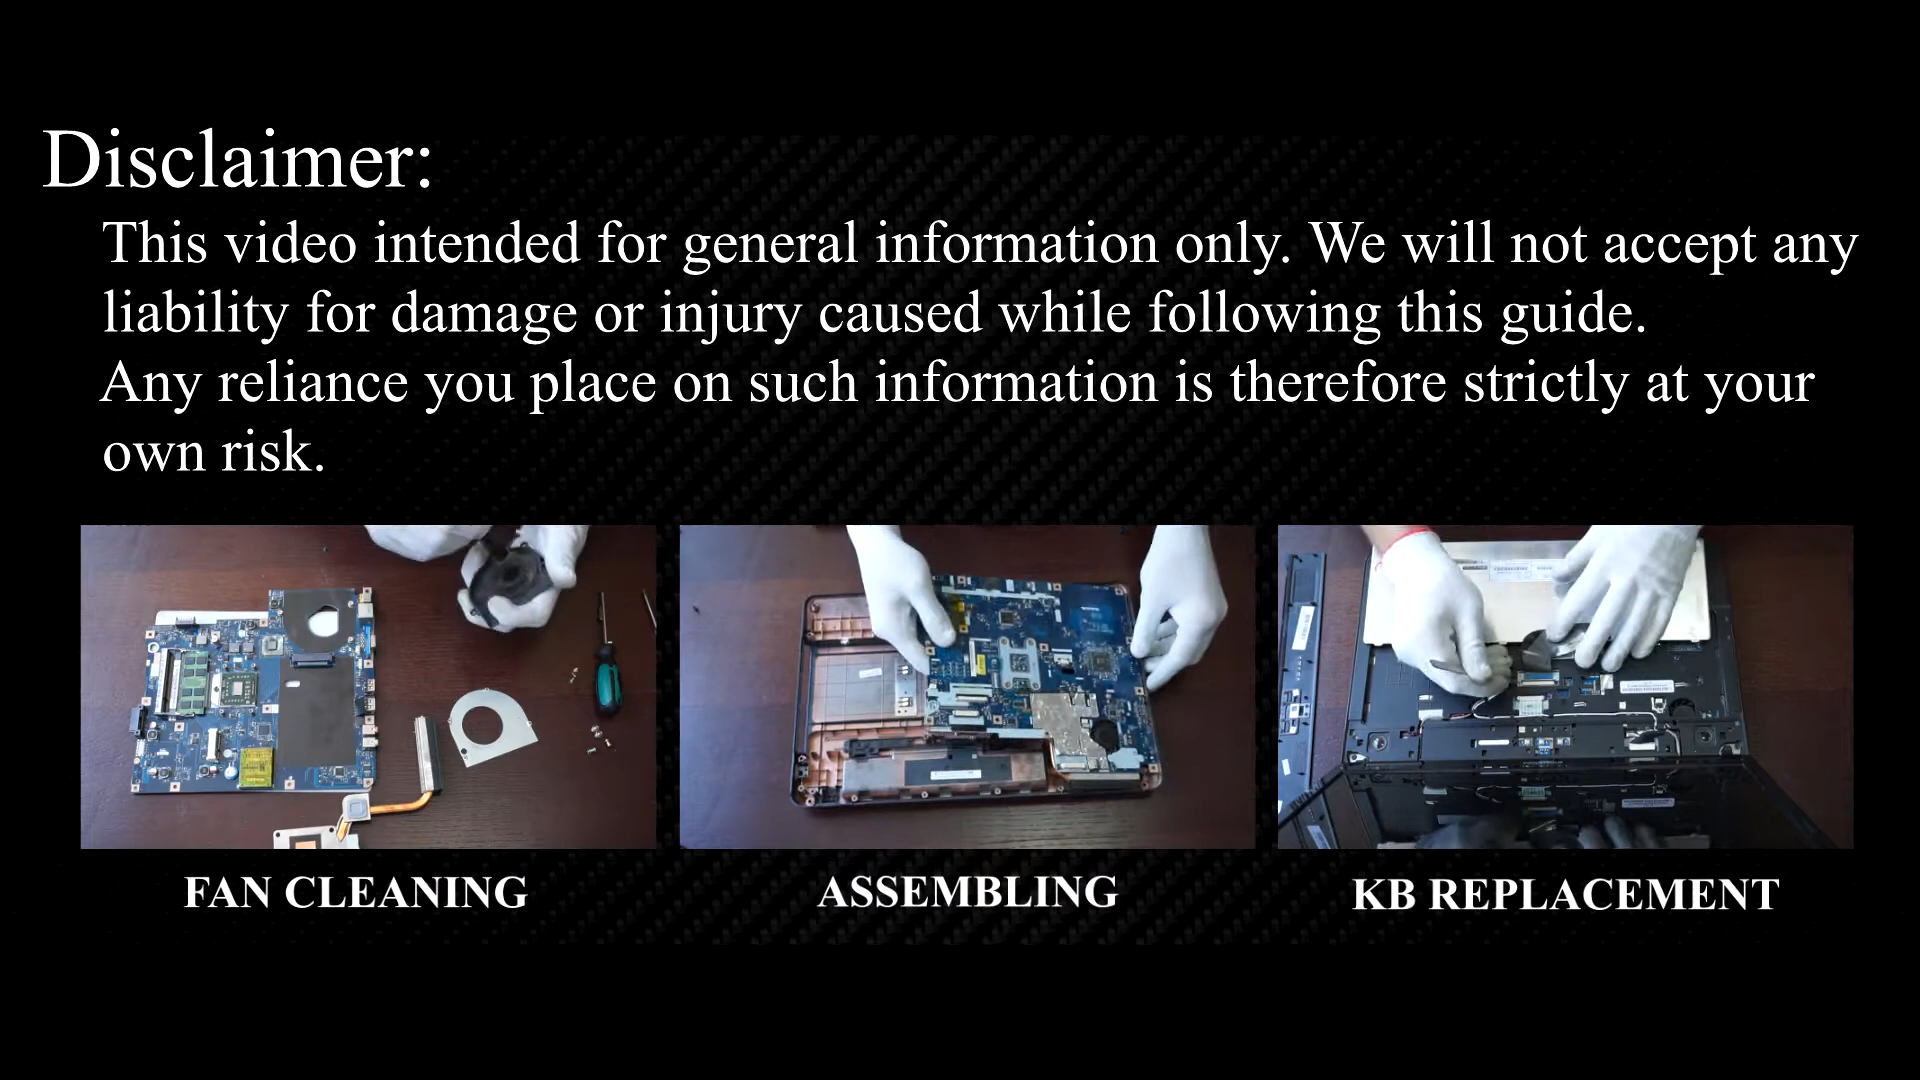 Disclaimer:
This video intended for general information only. We will not accept any
liability for damage or injury caused while following this guide.
Any reliance you place on such information is therefore strictly at your
own risk.
FAN CLEANING
ASSEMBLING
KB REPLACEMENT